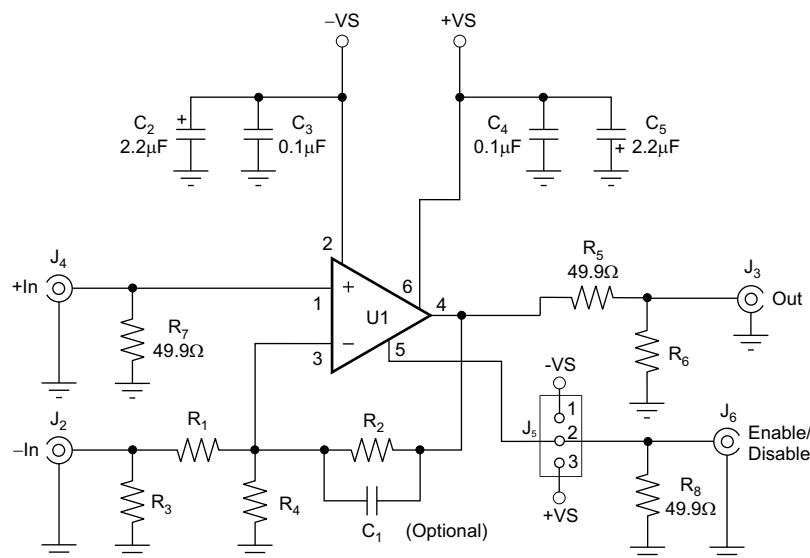 −VS
+VS
C2
2.2µF
+
C3
0.1µF
C4
0.1µF
C5
2.2µF
+
J4
+In
R7
49.9Ω
2
1
+
U1
3
−
6
4
5
R5
49.9Ω
J3
Out
R6
-VS
J5
1
2
3
+VS
J6
Enable/
Disable
R8
49.9Ω
J2
−In
R1
R3
R4
R2
C1
(Optional)